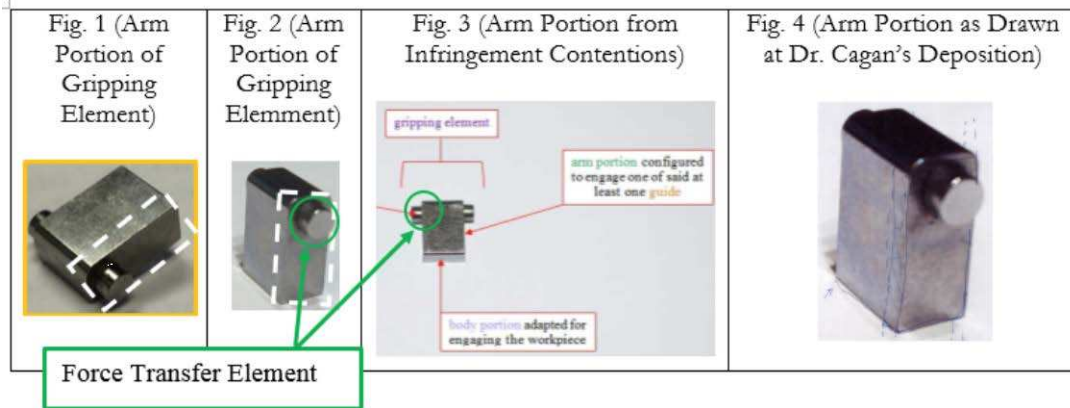 Fig. 1 (Arm
Portion of
Gripping
Element)
Fig. 2 (Arm
Portion of
Gripping
Elemment)
Fig. 3 (Arm Portion from
Infringement Contentions)
Fig. 4 (Arm Portion as Drawn
at Dr. Cagan's Deposition)
gripping element
arm portion configured
to engage one of said at
least one guide
body portion adapted for
engaging the workpiece
Force Transfer Element